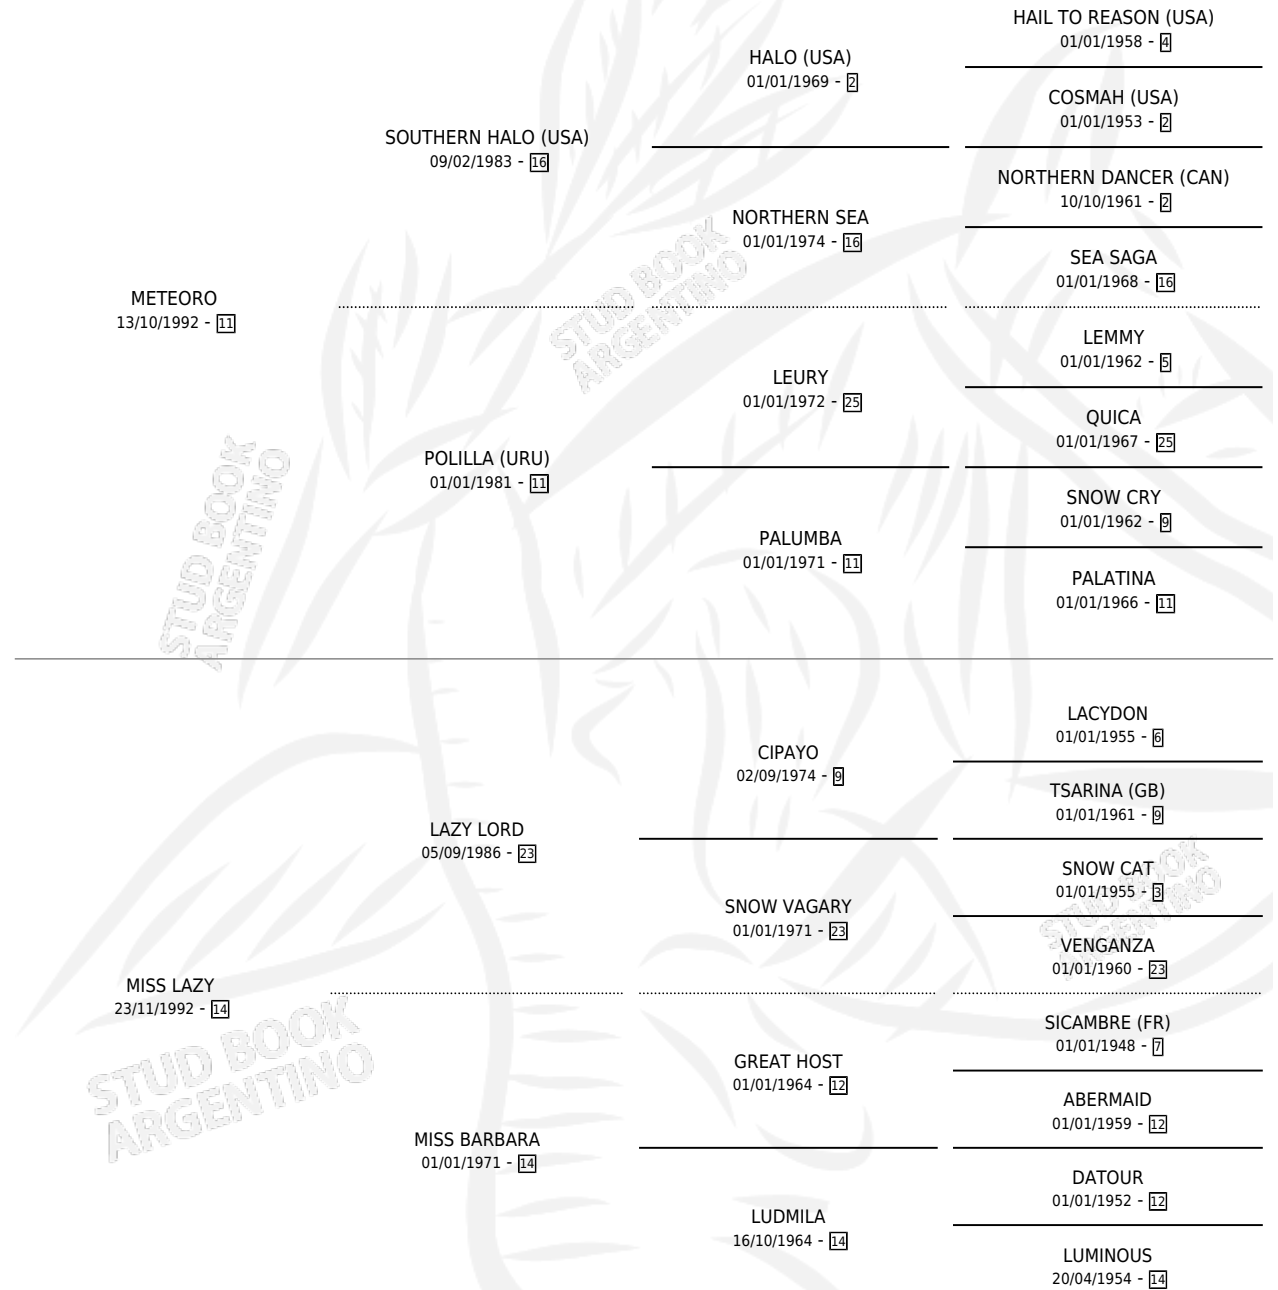 HAIL TO REASON (USA)
01/01/1958 - 4
HALO (USA)
01/01/1969 - 2
COSMAH (USA)
01/01/1953 - 2
SOUTHERN HALO (USA)
09/02/1983 - 16
NORTHERN DANCER (CAN)
10/10/1961 - 2
NORTHERN SEA
01/01/1974 - 16
SEA SAGA
01/01/1968 - 16
METEORO
13/10/1992 - 11
LEMMY
01/01/1962 - 5
LEURY
01/01/1972 - 25
QUICA
01/01/1967 - 25
POLILLA (URU)
01/01/1981 - 11
SNOW CRY
01/01/1962 - 9
PALUMBA
01/01/1971 - 11
PALATINA
01/01/1966 - 11
LACYDON
01/01/1955 - 6
CIPAYO
02/09/1974 - 9
TSARINA (GB)
01/01/1961 - 9
LAZY LORD
05/09/1986 - 23
SNOW CAT
01/01/1955 - 3
SNOW VAGARY
01/01/1971 - 23
VENGANZA
01/01/1960 - 23
MISS LAZY
23/11/1992 - 14
SICAMBRE (FR)
01/01/1948 - 7
GREAT HOST
01/01/1964 - 12
ABERMAID
01/01/1959 - 12
MISS BARBARA
01/01/1971 - 14
DATOUR
01/01/1952 - 12
LUDMILA
16/10/1964 - 14
LUMINOUS
20/04/1954 - 14
STUD BOOK
ARGENTINO
STUD BOOK
ARGENTINO
STUD BOOK
ARGENTINO
STUD BOOK
ARGENTINO